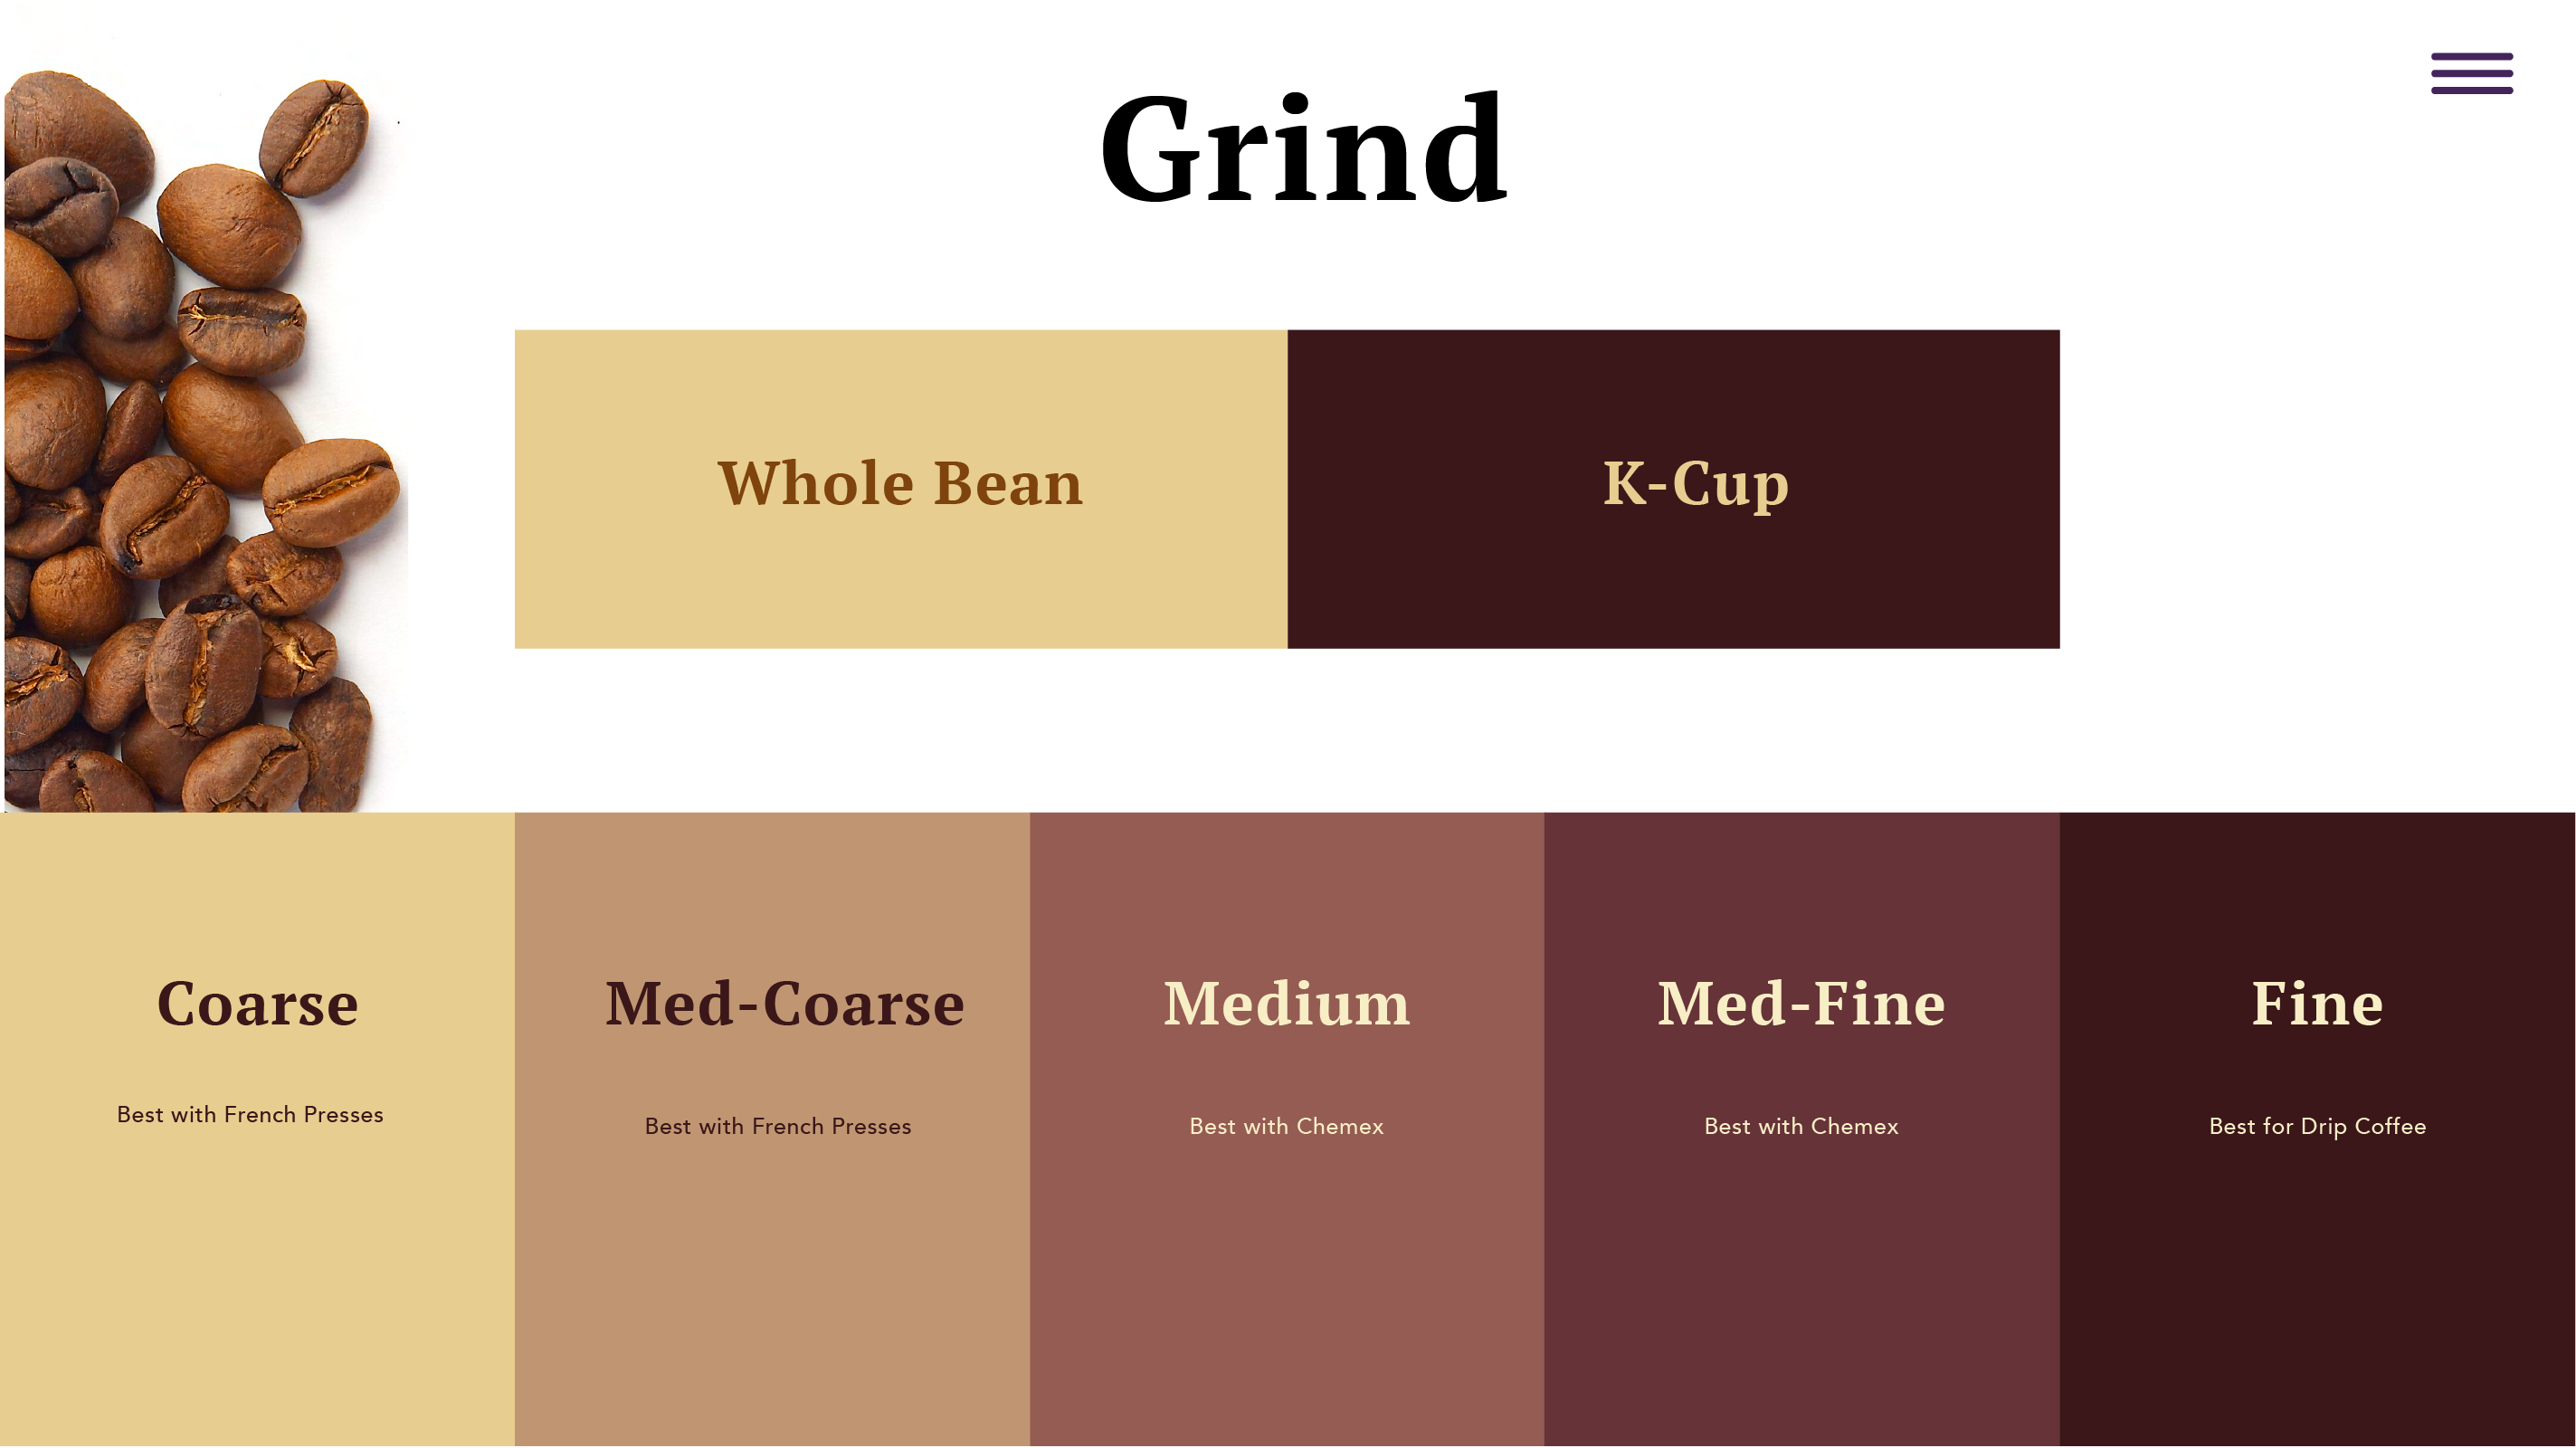 Grind
Whole Bean
K-Cup
Coarse
Med-Coarse
Medium
Med-Fine
Fine
Best with French Presses
Best with French Presses
Best with Chemex
Best with Chemex
Best for Drip Coffee